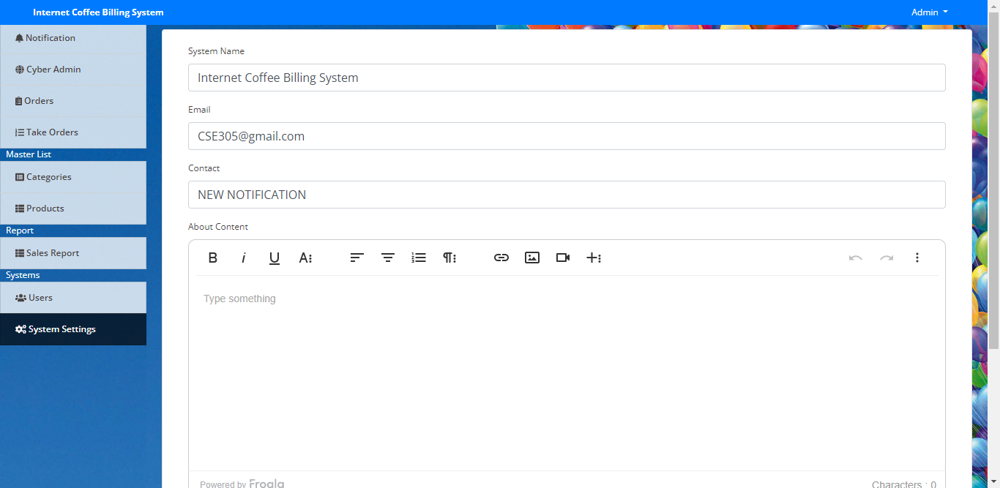 Internet Coffee Billing System
Admin
Notification
Cyber Admin
Orders
Take Orders
Master List
Categories
Products
Report
Sales Report
Systems
Users
System Settings
System Name
Internet Coffee Billing System
Email
CSE305@gmail.com
Contact
NEW NOTIFICATION
About Content
B i U A
Type something
Powered by Froala
Characters : 0